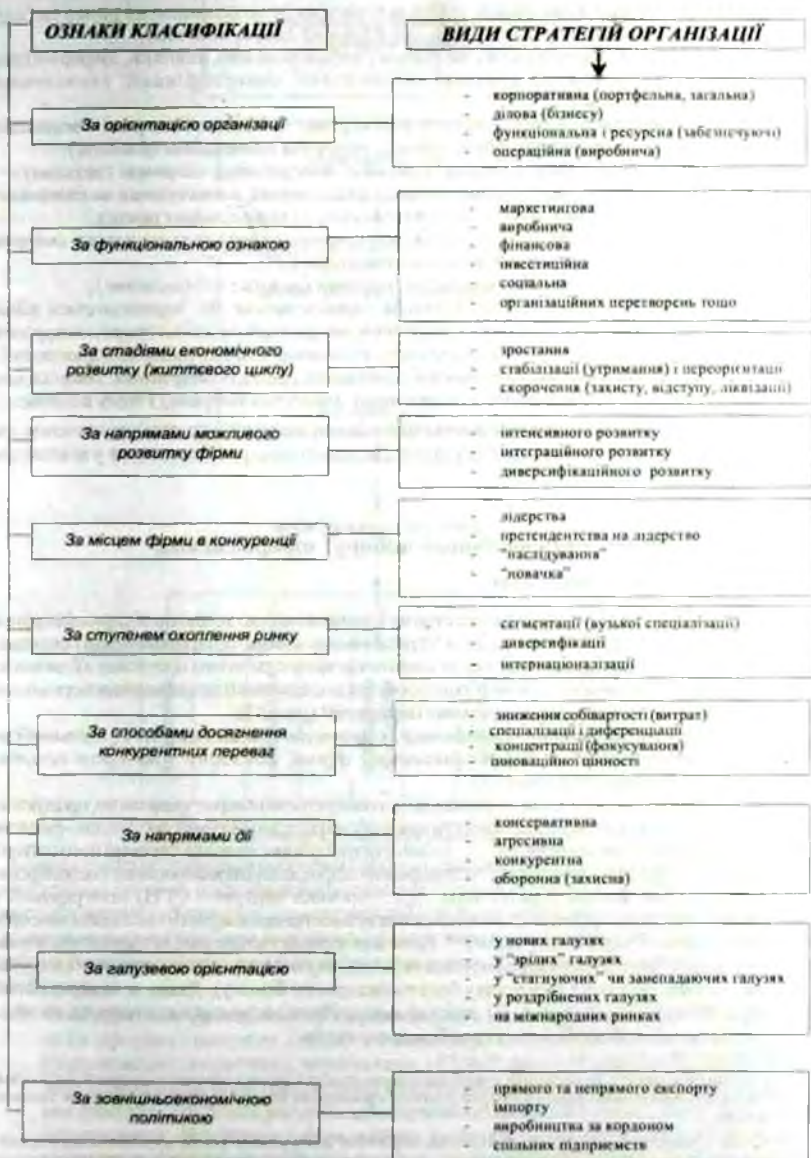 ОЗНАКИ КЛАСИФІКАЦІЇ
ВИДИ СТРАТЕГІЙ ОРГАНІЗАЦІЇ
За орієнтацією організації
- корпоративна (портфельна, загальна)
- ділова (бізнесу)
- функціональна і ресурсна (забезпечуючі)
- операційна (виробнича)
За функціональною ознакою
- маркетингова
- виробнича
- фінансова
- інвестиційна
- соціальна
- організаційних перетворень тощо
За стадіями економічного
розвитку (життєвого циклу)
- зростання
- стабілізації (утримання) і переорієнтації
- скорочення (захисту, відступу, ліквізації)
За напрямами можливого
розвитку фірми
- інтенсивного розвитку
- інтеграційного розвитку
- диверсифікаційного розвитку
За місцем фірми в конкуренції
- лідерства
- претендентства на лідерство
- "наслідування"
- "новачка"
За ступенем охоплення ринку
- сегментації (вузької спеціалізації)
- диверсифікації
- інтернаціоналізації
За способами досягнення
конкурентних переваг
- зниження собівартості (витрат)
спеціалізації і диференціації
- концентрації (фокусування)
інноваційної цінності
За напрямами дії
- консервативна
- агресивна
- конкурентна
- оборонна (захисна)
За галузевою орієнтацією
- у нових галузях
- у "зрілих" галузях
- у "стагнуючих" чи занепадаючих галузях
- у роздрібнених галузях
- на міжнародних ринках
За зовнішньоекономічною
політикою
- прямого та непрямого експорту
- імпорту
- виробництва за кордоном
- спільних підприємств